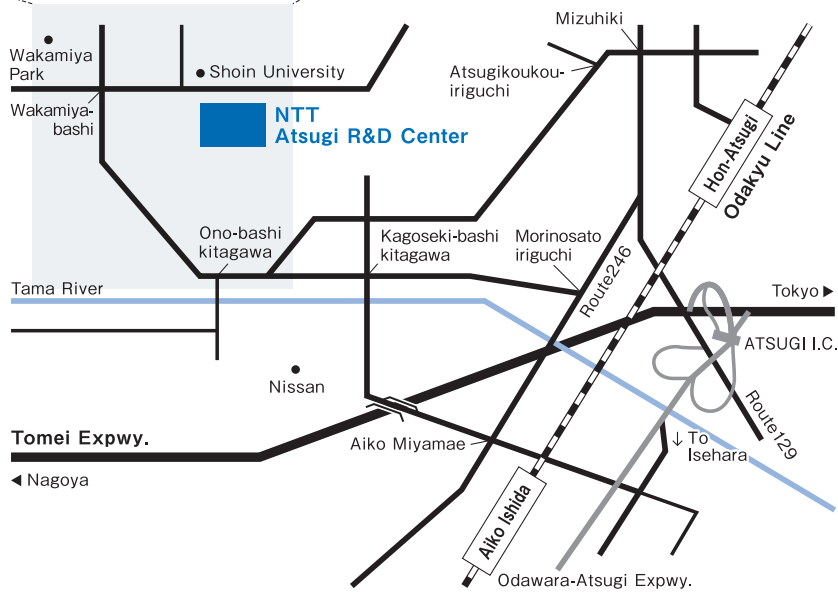 Mizuhiki
Wakamiya
Park
Shoin University
Atsugikoukou-
iriguchi
Wakamiya-
bashi
NTT
Atsugi R&D Center
Hon-Atsugi
Odakyu Line
Ono-bashi
kitagawa
Kagoseki-bashi
kitagawa
Morinosato
iriguchi
Route246
Tama River
Tokyo ▶
ATSUGI I.C.
Nissan
Route129
Tomei Expwy.
Aiko Miyamae
↓ To
Isehara
◀ Nagoya
Aiko Ishida
Odawara-Atsugi Expwy.